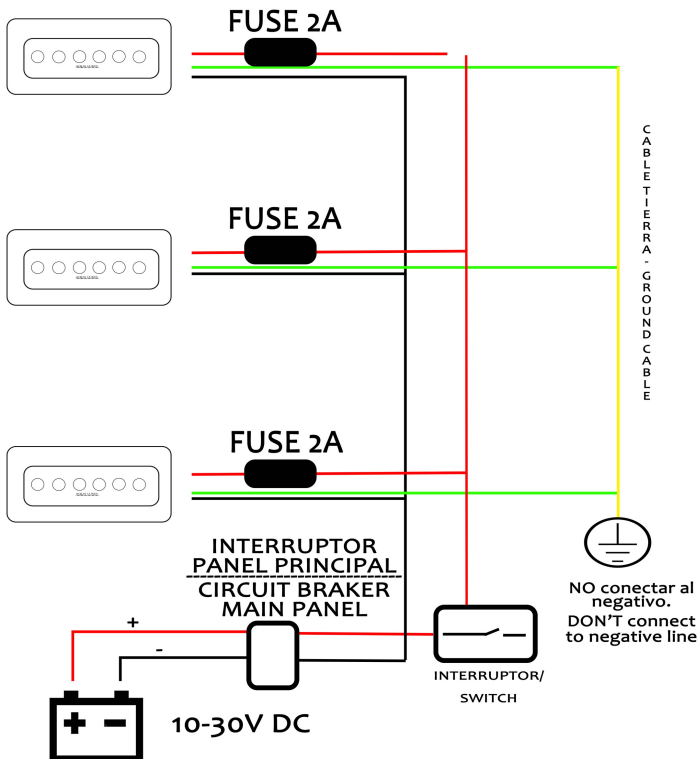 FUSE 2A
FUSE 2A
FUSE 2A
CABLE TIERRA - GROUND CABLE
INTERRUPTOR
PANEL PRINCIPAL
CIRCUIT BRAKER
MAIN PANEL
+
-
+ -
10-30V DC
INTERRUPTOR/
SWITCH
NO conectar al
negativo.
DON'T connect
to negative line